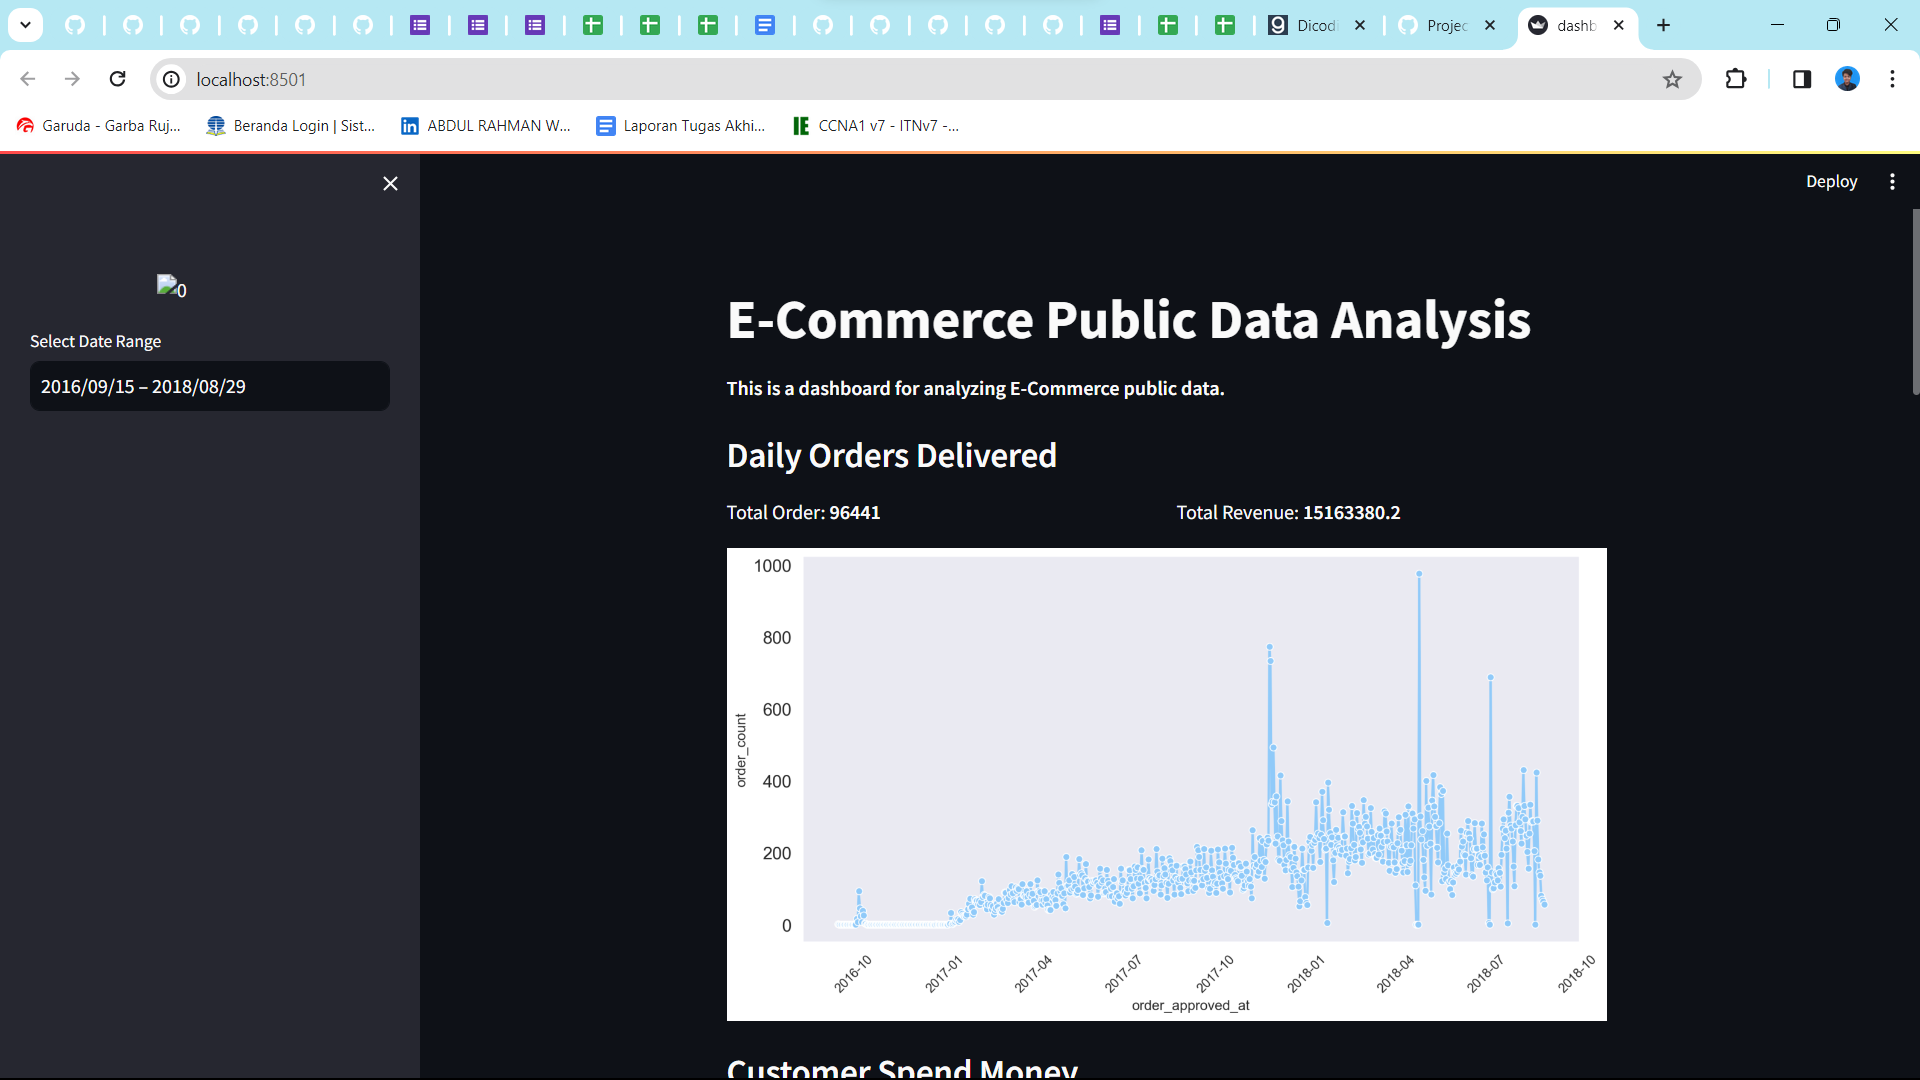 Dicodi
Projec
dashb
localhost:8501
Garuda - Garba Ruj...
Beranda Login | Sist...
ABDUL RAHMAN W...
Laporan Tugas Akhi...
CCNA1 v7 - ITNv7 -...
Deploy
0
Select Date Range
2016/09/15 – 2018/08/29
E-Commerce Public Data Analysis
This is a dashboard for analyzing E-Commerce public data.
Daily Orders Delivered
Total Order: 96441
Total Revenue: 15163380.2
1000
800
600
400
200
0
order_count
2016-10
2017-01
2017-04
2017-07
2017-10
2018-01
2018-04
2018-07
2018-10
order_approved_at
Customer Spend Money